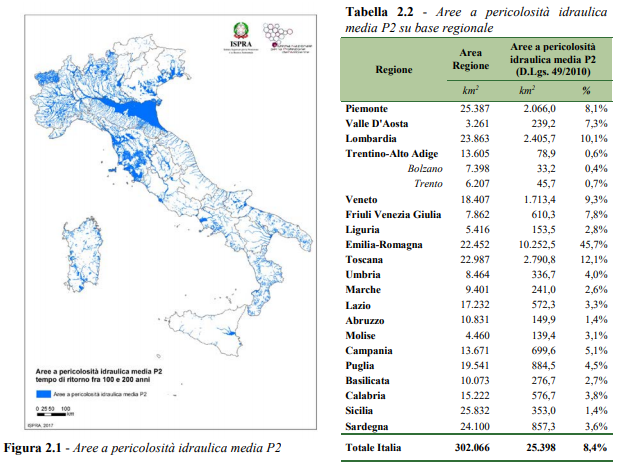 ISPRA
Aree a pericolosità idraulica media P2
tempo di ritorno fra 100 e 200 anni
Aree a pericolosità idraulica media P2
0 25 50 100
ISPRA, 2017
Figura 2.1 - Aree a pericolosità idraulica media P2
Tabella 2.2 - Aree a pericolosità idraulica
media P2 su base regionale
Regione
Area
Regione
Aree a pericolosità
idraulica media P2
(D.Lgs. 49/2010)
km² km² %
Piemonte 25.387 2.066,0 8,1%
Valle D'Aosta 3.261 239,2 7,3%
Lombardia 23.863 2.405,7 10,1%
Trentino-Alto Adige 13.605 78,9 0,6%
Bolzano 7.398 33,2 0,4%
Trento 6.207 45,7 0,7%
Veneto 18.407 1.713,4 9,3%
Friuli Venezia Giulia 7.862 610,3 7,8%
Liguria 5.416 153,5 2,8%
Emilia-Romagna 22.452 10.252,5 45,7%
Toscana 22.987 2.790,8 12,1%
Umbria 8.464 336,7 4,0%
Marche 9.401 241,0 2,6%
Lazio 17.232 572,3 3,3%
Abruzzo 10.831 149,9 1,4%
Molise 4.460 139,4 3,1%
Campania 13.671 699,6 5,1%
Puglia 19.541 884,5 4,5%
Basilicata 10.073 276,7 2,7%
Calabria 15.222 576,7 3,8%
Sicilia 25.832 353,0 1,4%
Sardegna 24.100 857,3 3,6%
Totale Italia 302.066 25.398 8,4%